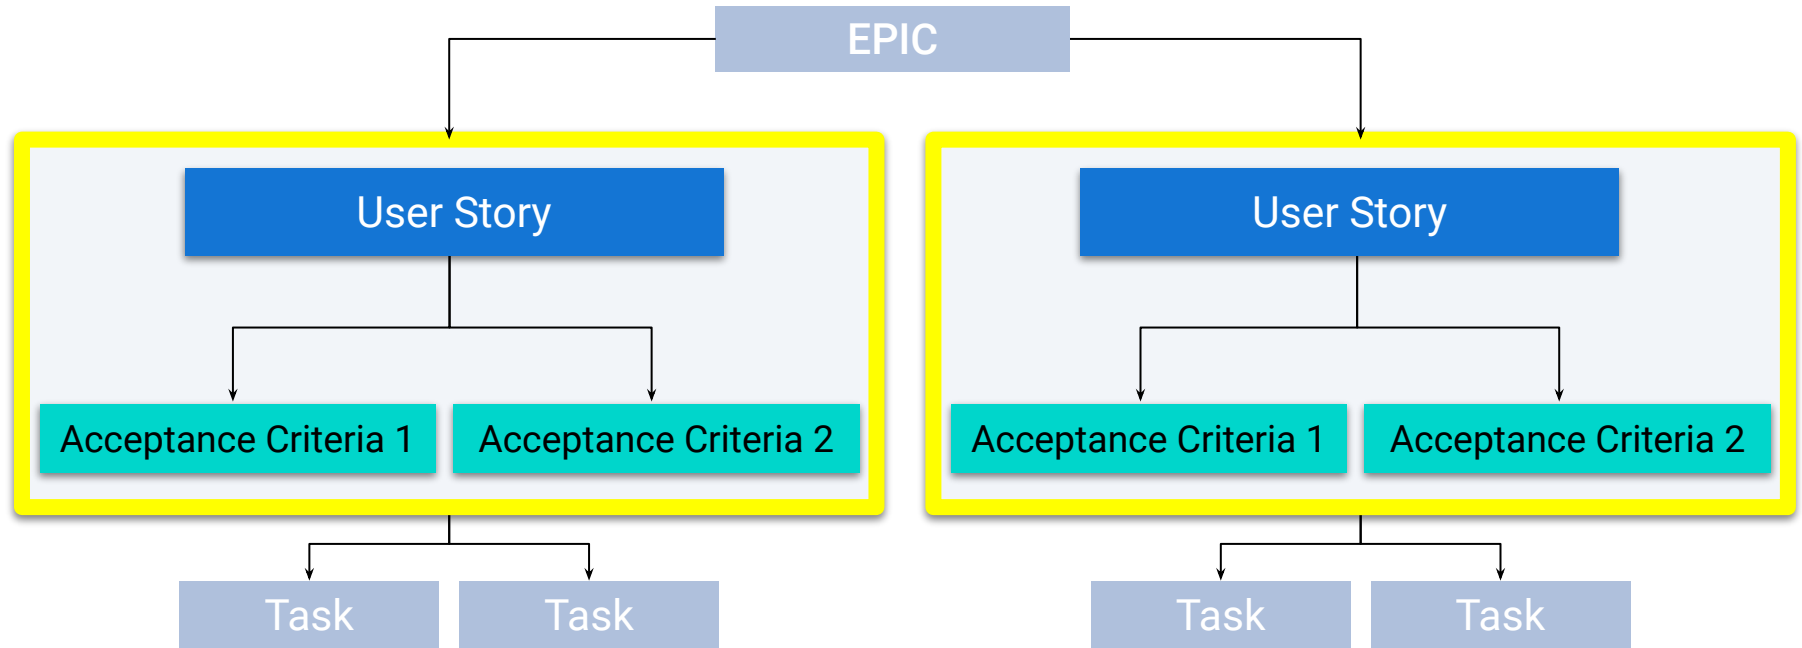 EPIC
User Story
User Story
Acceptance Criteria 1
Acceptance Criteria 2
Acceptance Criteria 1
Acceptance Criteria 2
Task
Task
Task
Task